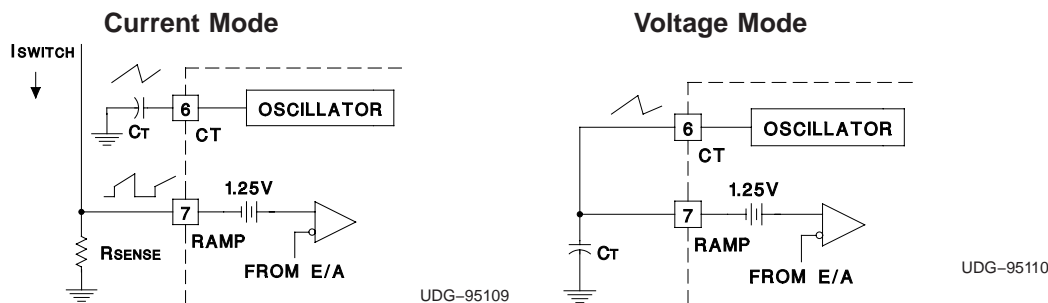 Current Mode
ISWITCH
6
OSCILLATOR
CT
CT
1.25V
7
RAMP
RSENSE
FROM E/A
UDG–95109
Voltage Mode
6
OSCILLATOR
CT
1.25V
7
RAMP
CT
FROM E/A
UDG–95110